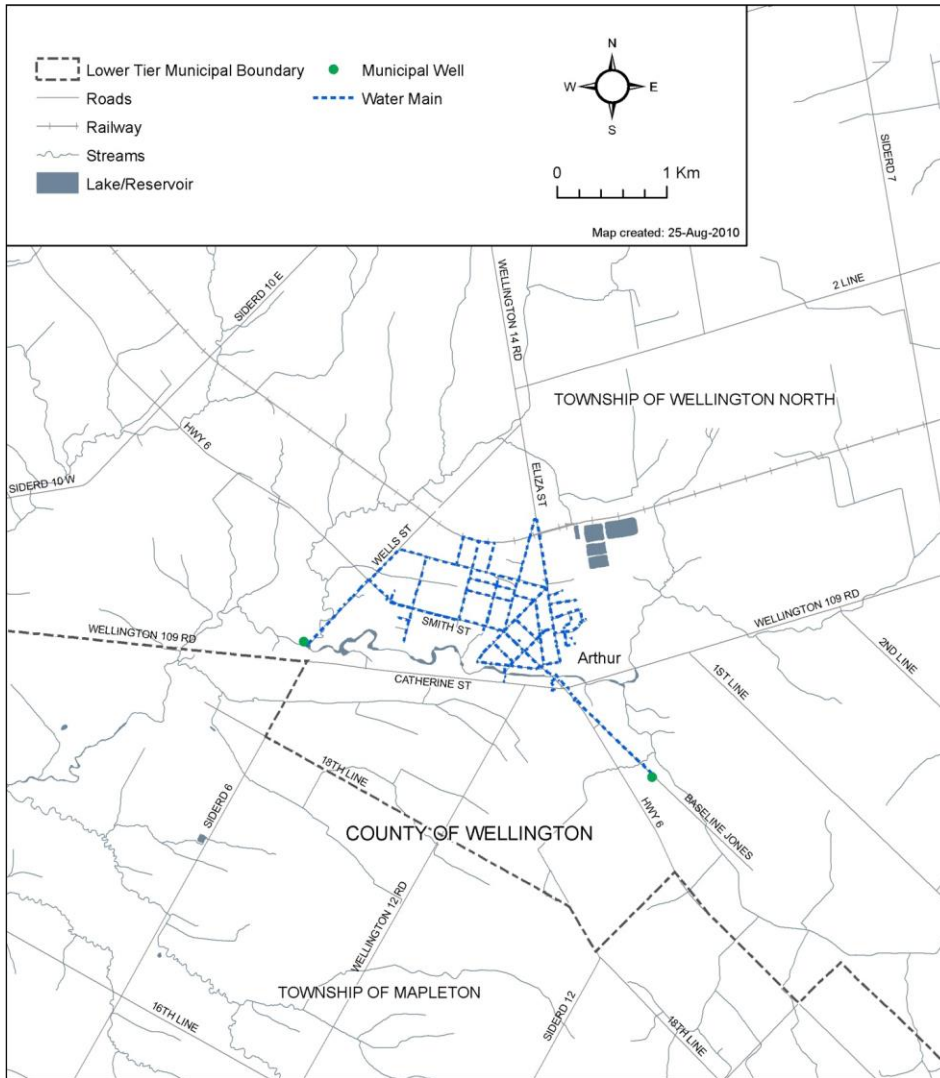 N
Lower Tier Municipal Boundary
Municipal Well
Roads
Water Main
W
E
Railway
S
Streams
Lake/Reservoir
0
1 Km
Map created: 25-Aug-2010
SIDERD 7
SIDERD 10 E
WELLINGTON 14 RD
2 LINE
TOWNSHIP OF WELLINGTON NORTH
HWY 6
SIDERD 10 W
ELIZA ST
WELLS ST
WELLINGTON 109 RD
SMITH ST
WELLINGTON 109 RD
Arthur
2ND LINE
1ST LINE
CATHERINE ST
18TH LINE
SIDERD 6
HWY 6
BASELINE JONES
COUNTY OF WELLINGTON
WELLINGTON 12 RD
TOWNSHIP OF MAPLETON
16TH LINE
SIDERD 12
18TH LINE